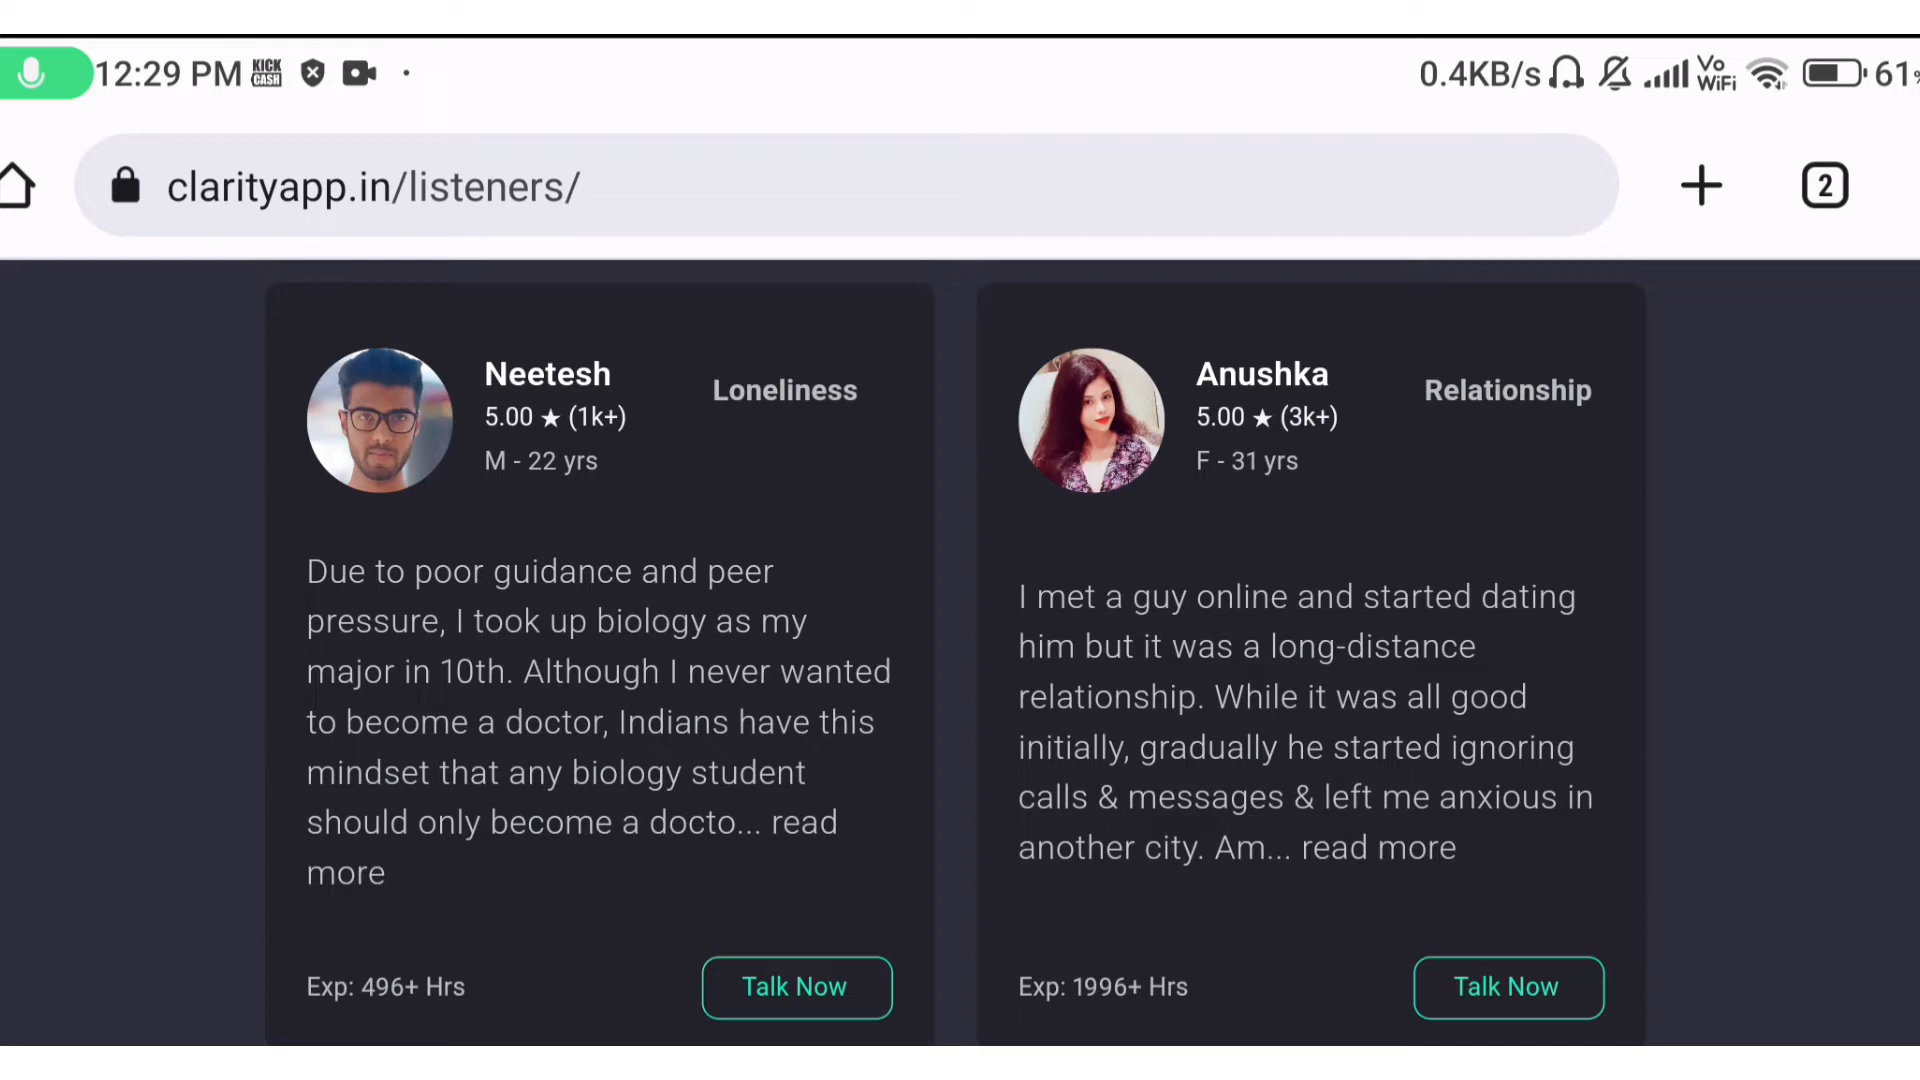 12:29 PM KICK CASH
0.4KB/s Vo WiFi 61%
clarityapp.in/listeners/
2
Neetesh
5.00 ★ (1k+)
M - 22 yrs
Loneliness
Due to poor guidance and peer
pressure, I took up biology as my
major in 10th. Although I never wanted
to become a doctor, Indians have this
mindset that any biology student
should only become a docto... read
more
Exp: 496+ Hrs
Talk Now
Anushka
5.00 ★ (3k+)
F - 31 yrs
Relationship
I met a guy online and started dating
him but it was a long-distance
relationship. While it was all good
initially, gradually he started ignoring
calls & messages & left me anxious in
another city. Am... read more
Exp: 1996+ Hrs
Talk Now